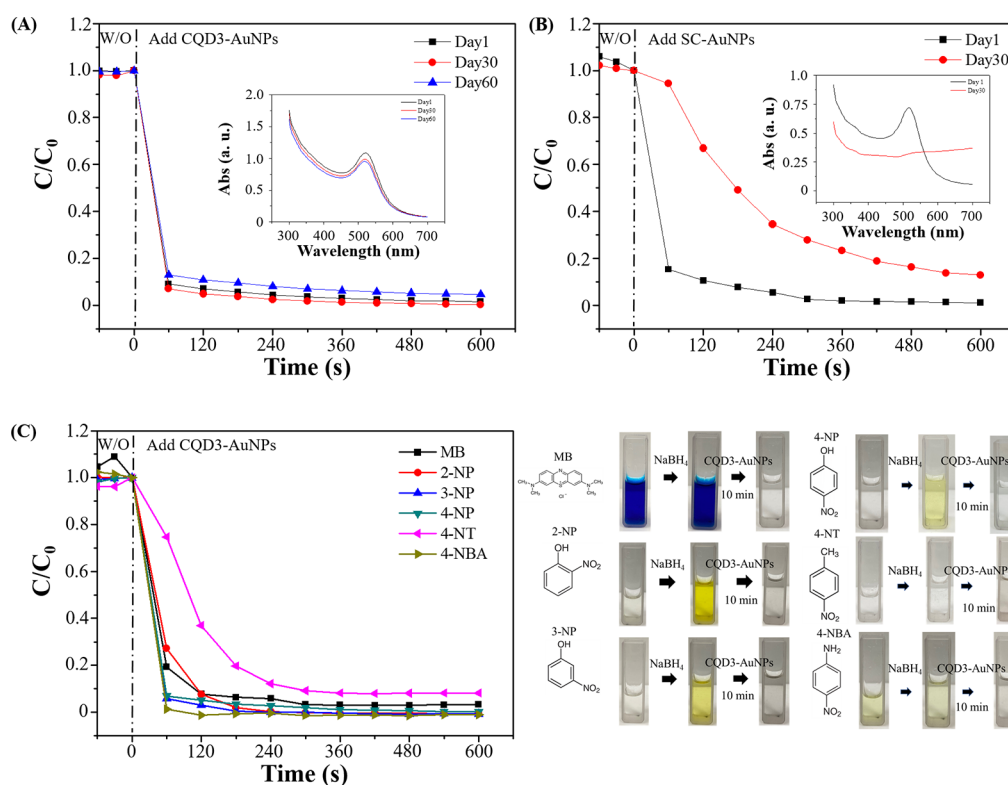 (A)
1.2
W/O
Add CQD3-AuNPs
Day1
Day30
Day60
1.0
0.8
0.6
0.4
0.2
0
C/C0
0 120 240 360 480 600
Time (s)
2.0
1.5
1.0
0.5
0
Abs (a. u.)
Day1
Day60
300 400 500 600 700
Wavelength (nm)
(B)
1.2
W/O
Add SC-AuNPs
Day1
Day30
1.0
0.8
0.6
0.4
0.2
0
C/C0
0 120 240 360 480 600
Time (s)
1
0.75
0.5
0.25
0
Abs (a. u.)
Day 1
Day30
300 400 500 600 700
Wavelength (nm)
(C)
1.2
W/O
Add CQD3-AuNPs
MB
2-NP
3-NP
4-NP
4-NT
4-NBA
1.0
0.8
0.6
0.4
0.2
0
C/C0
0 120 240 360 480 600
Time (s)
MB
N
H3C
N
S
N
CH3
CH3
CH3
Cl-
NaBH4
CQD3-AuNPs
10 min
4-NP
OH
NO2
NaBH4
CQD3-AuNPs
10 min
2-NP
OH
NO2
NaBH4
CQD3-AuNPs
10 min
4-NT
CH3
NO2
NaBH4
CQD3-AuNPs
10 min
3-NP
OH
NO2
NaBH4
CQD3-AuNPs
10 min
4-NBA
NH2
NO2
NaBH4
CQD3-AuNPs
10 min